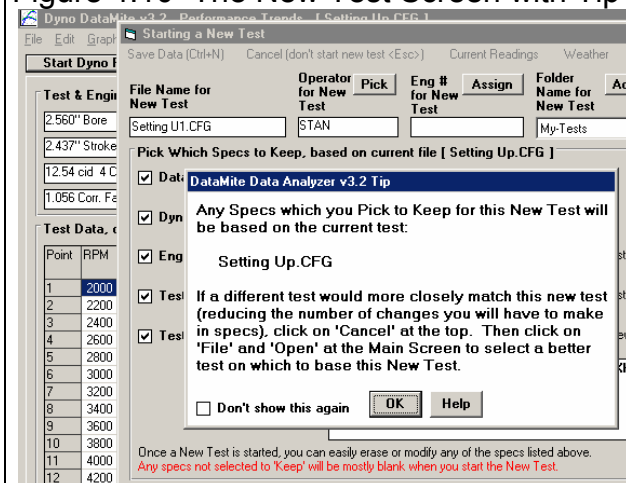 Figure 4.10 The New Test Screen with Tip
Dyno DataMite v3.2 Performance Trends [ Setting Up.CFG ]
File Edit Graph
Starting a New Test
Save Data (Ctrl+N) Cancel (don't start new test <Esc>) Current Readings Weather
Start Dyno
File Name for New Test
Operator for New Test
Pick
Eng # for New Test
Assign
Folder Name for New Test
Setting U1.CFG
STAN
My-Tests
Test & Engi
2.560" Bore
2.437" Stroke
12.54 cid 4 C
1.056 Corr. Fa
Pick Which Specs to Keep, based on current file [ Setting Up.CFG ]
Data
Dyn
Eng
Tes
Tes
DataMite Data Analyzer v3.2 Tip
Any Specs which you Pick to Keep for this New Test will
be based on the current test:
Setting Up.CFG
If a different test would more closely match this new test
(reducing the number of changes you will have to make
in specs), click on 'Cancel' at the top. Then click on
'File' and 'Open' at the Main Screen to select a better
test on which to base this New Test.
Don't show this again
OK
Help
Test Data, c
Point RPM
1 2000
2 2200
3 2400
4 2600
5 2800
6 3000
7 3200
8 3400
9 3600
10 3800
11 4000
12 4200
Once a New Test is started, you can easily erase or modify any of the specs listed above.
Any specs not selected to 'Keep' will be mostly blank when you start the New Test.